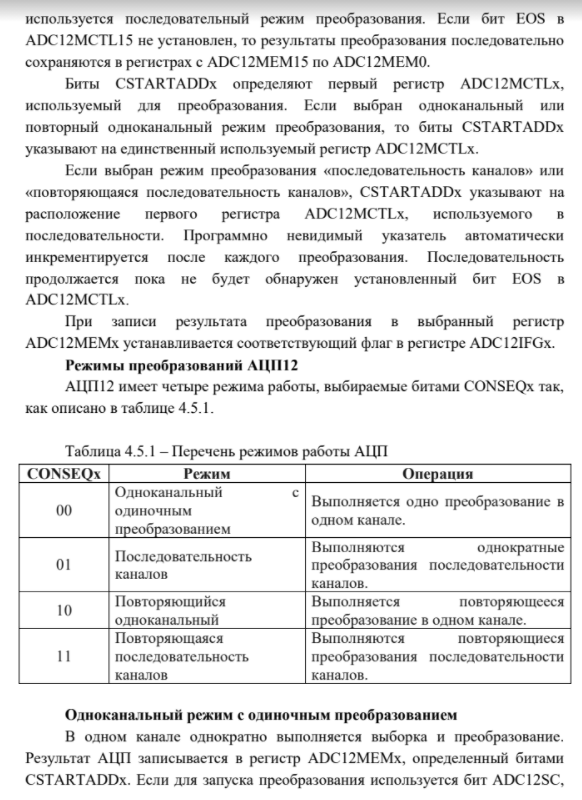 используется последовательный режим преобразования. Если бит EOS в
ADC12MCTL15 не установлен, то результаты преобразования последовательно
сохраняются в регистрах с ADC12MEM15 по ADC12MEM0.
Биты CSTARTADDx определяют первый регистр ADC12MCTLx,
используемый для преобразования. Если выбран одноканальный или
повторный одноканальный режим преобразования, то биты CSTARTADDx
указывают на единственный используемый регистр ADC12MCTLx.
Если выбран режим преобразования «последовательность каналов» или
«повторяющаяся последовательность каналов», CSTARTADDx указывают на
расположение первого регистра ADC12MCTLx, используемого в
последовательности. Программно невидимый указатель автоматически
инкрементируется после каждого преобразования. Последовательность
продолжается пока не будет обнаружен установленный бит EOS в
ADC12MCTLx.
При записи результата преобразования в выбранный регистр
ADC12MEMx устанавливается соответствующий флаг в регистре ADC12IFGx.
Режимы преобразований АЦП12
АЦП12 имеет четыре режима работы, выбираемые битами CONSEQx так,
как описано в таблице 4.5.1.
Таблица 4.5.1 – Перечень режимов работы АЦП
CONSEQx Режим Операция
00 Одноканальный с одиночным преобразованием Выполняется одно преобразование в одном канале.
01 Последовательность каналов Выполняются однократные преобразования последовательности каналов.
10 Повторяющийся одноканальный Выполняется повторяющееся преобразование в одном канале.
11 Повторяющаяся последовательность каналов Выполняются повторяющиеся преобразования последовательности каналов.
Одноканальный режим с одиночным преобразованием
В одном канале однократно выполняется выборка и преобразование.
Результат АЦП записывается в регистр ADC12MEMx, определенный битами
CSTARTADDx. Если для запуска преобразования используется бит ADC12SC,